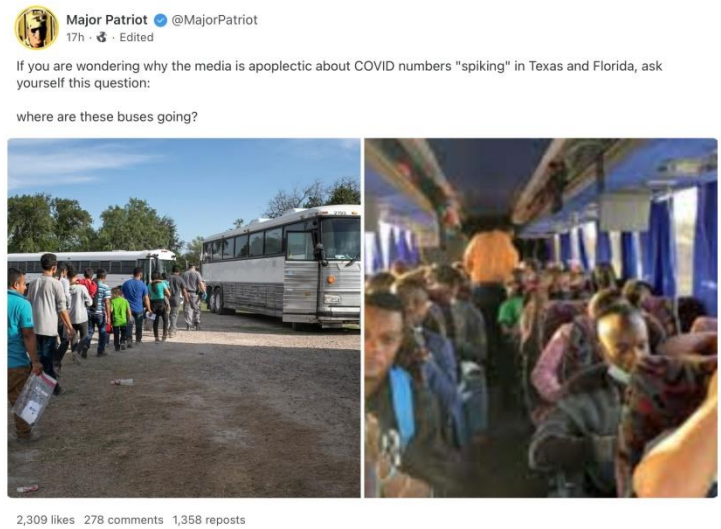 Major Patriot @MajorPatriot
17h · Edited
If you are wondering why the media is apoplectic about COVID numbers "spiking" in Texas and Florida, ask
yourself this question:
where are these buses going?
2,309 likes 278 comments 1,358 reposts